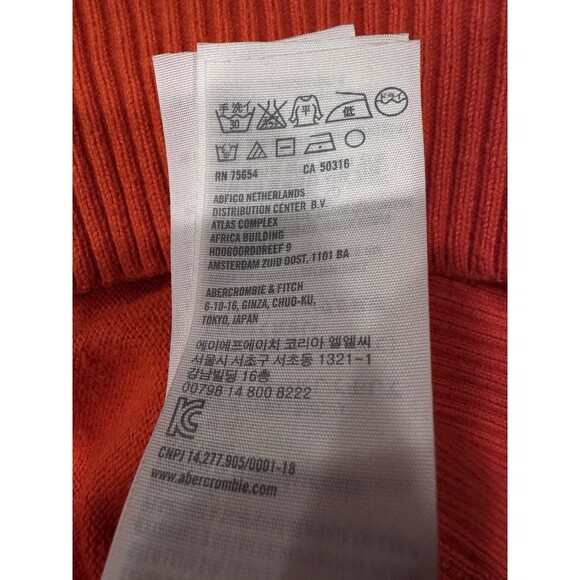 手洗イ 30 平 低 ドライ
RN 75654 CA 50316
ABFICO NETHERLANDS
DISTRIBUTION CENTER B.V.
ATLAS COMPLEX
AFRICA BUILDING
HOOGOORDDREEF 9
AMSTERDAM ZUID OOST, 1101 BA
ABERCROMBIE & FITCH
6-10-16, GINZA, CHUO-KU,
TOKYO, JAPAN
에이에프에이치 코리아 엘엘씨
서울시 서초구 서초동 1321-1
강남빌딩 16층
00798 14 800 8222
CNPJ 14.277.905/0001-18
www.abercrombie.com